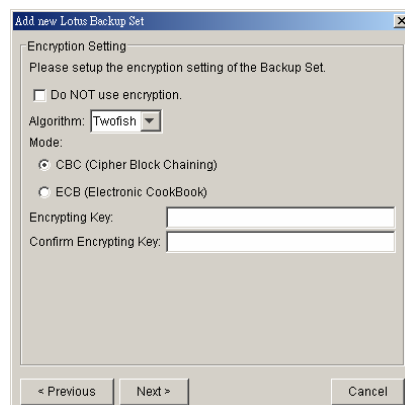 Add new Lotus Backup Set
Encryption Setting
Please setup the encryption setting of the Backup Set.
Do NOT use encryption.
Algorithm: Twofish
Mode:
CBC (Cipher Block Chaining)
ECB (Electronic CookBook)
Encrypting Key:
Confirm Encrypting Key:
< Previous Next > Cancel